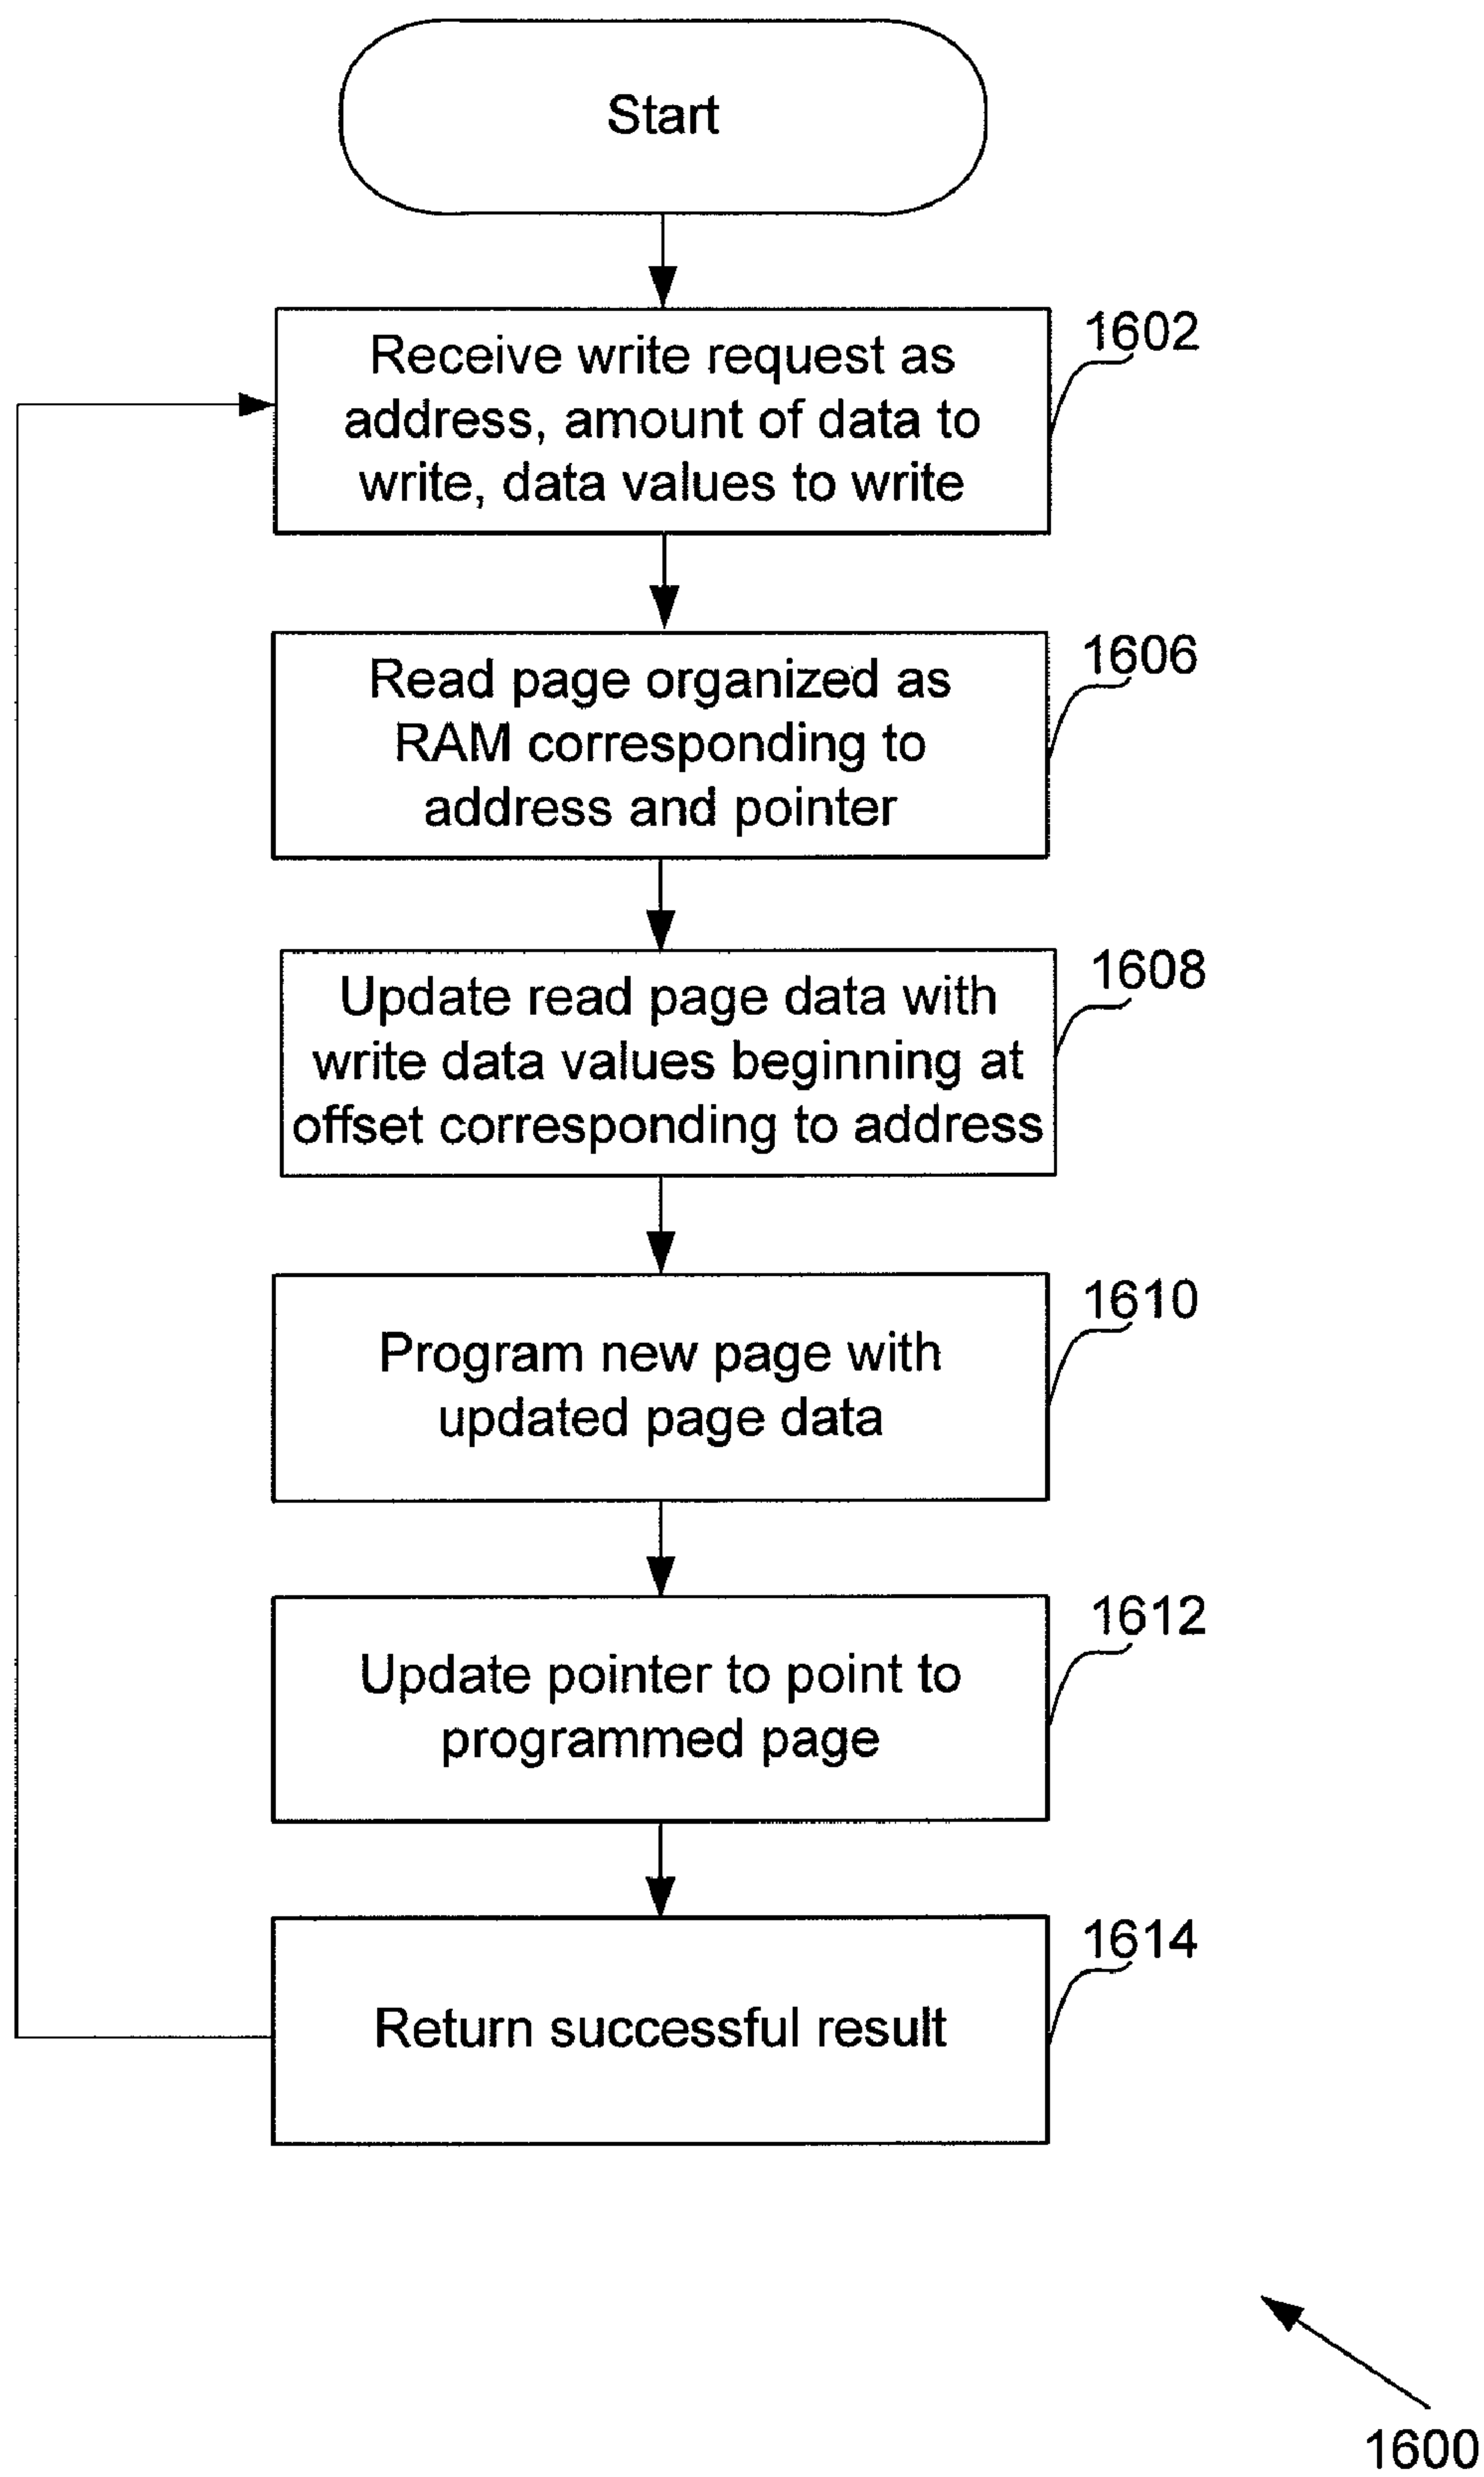 Start
Receive write request as
address, amount of data to
write, data values to write
1602
Read page organized as
RAM corresponding to
address and pointer
1606
Update read page data with
write data values beginning at
offset corresponding to address
1608
Program new page with
updated page data
1610
Update pointer to point to
programmed page
1612
Return successful result
1614
1600